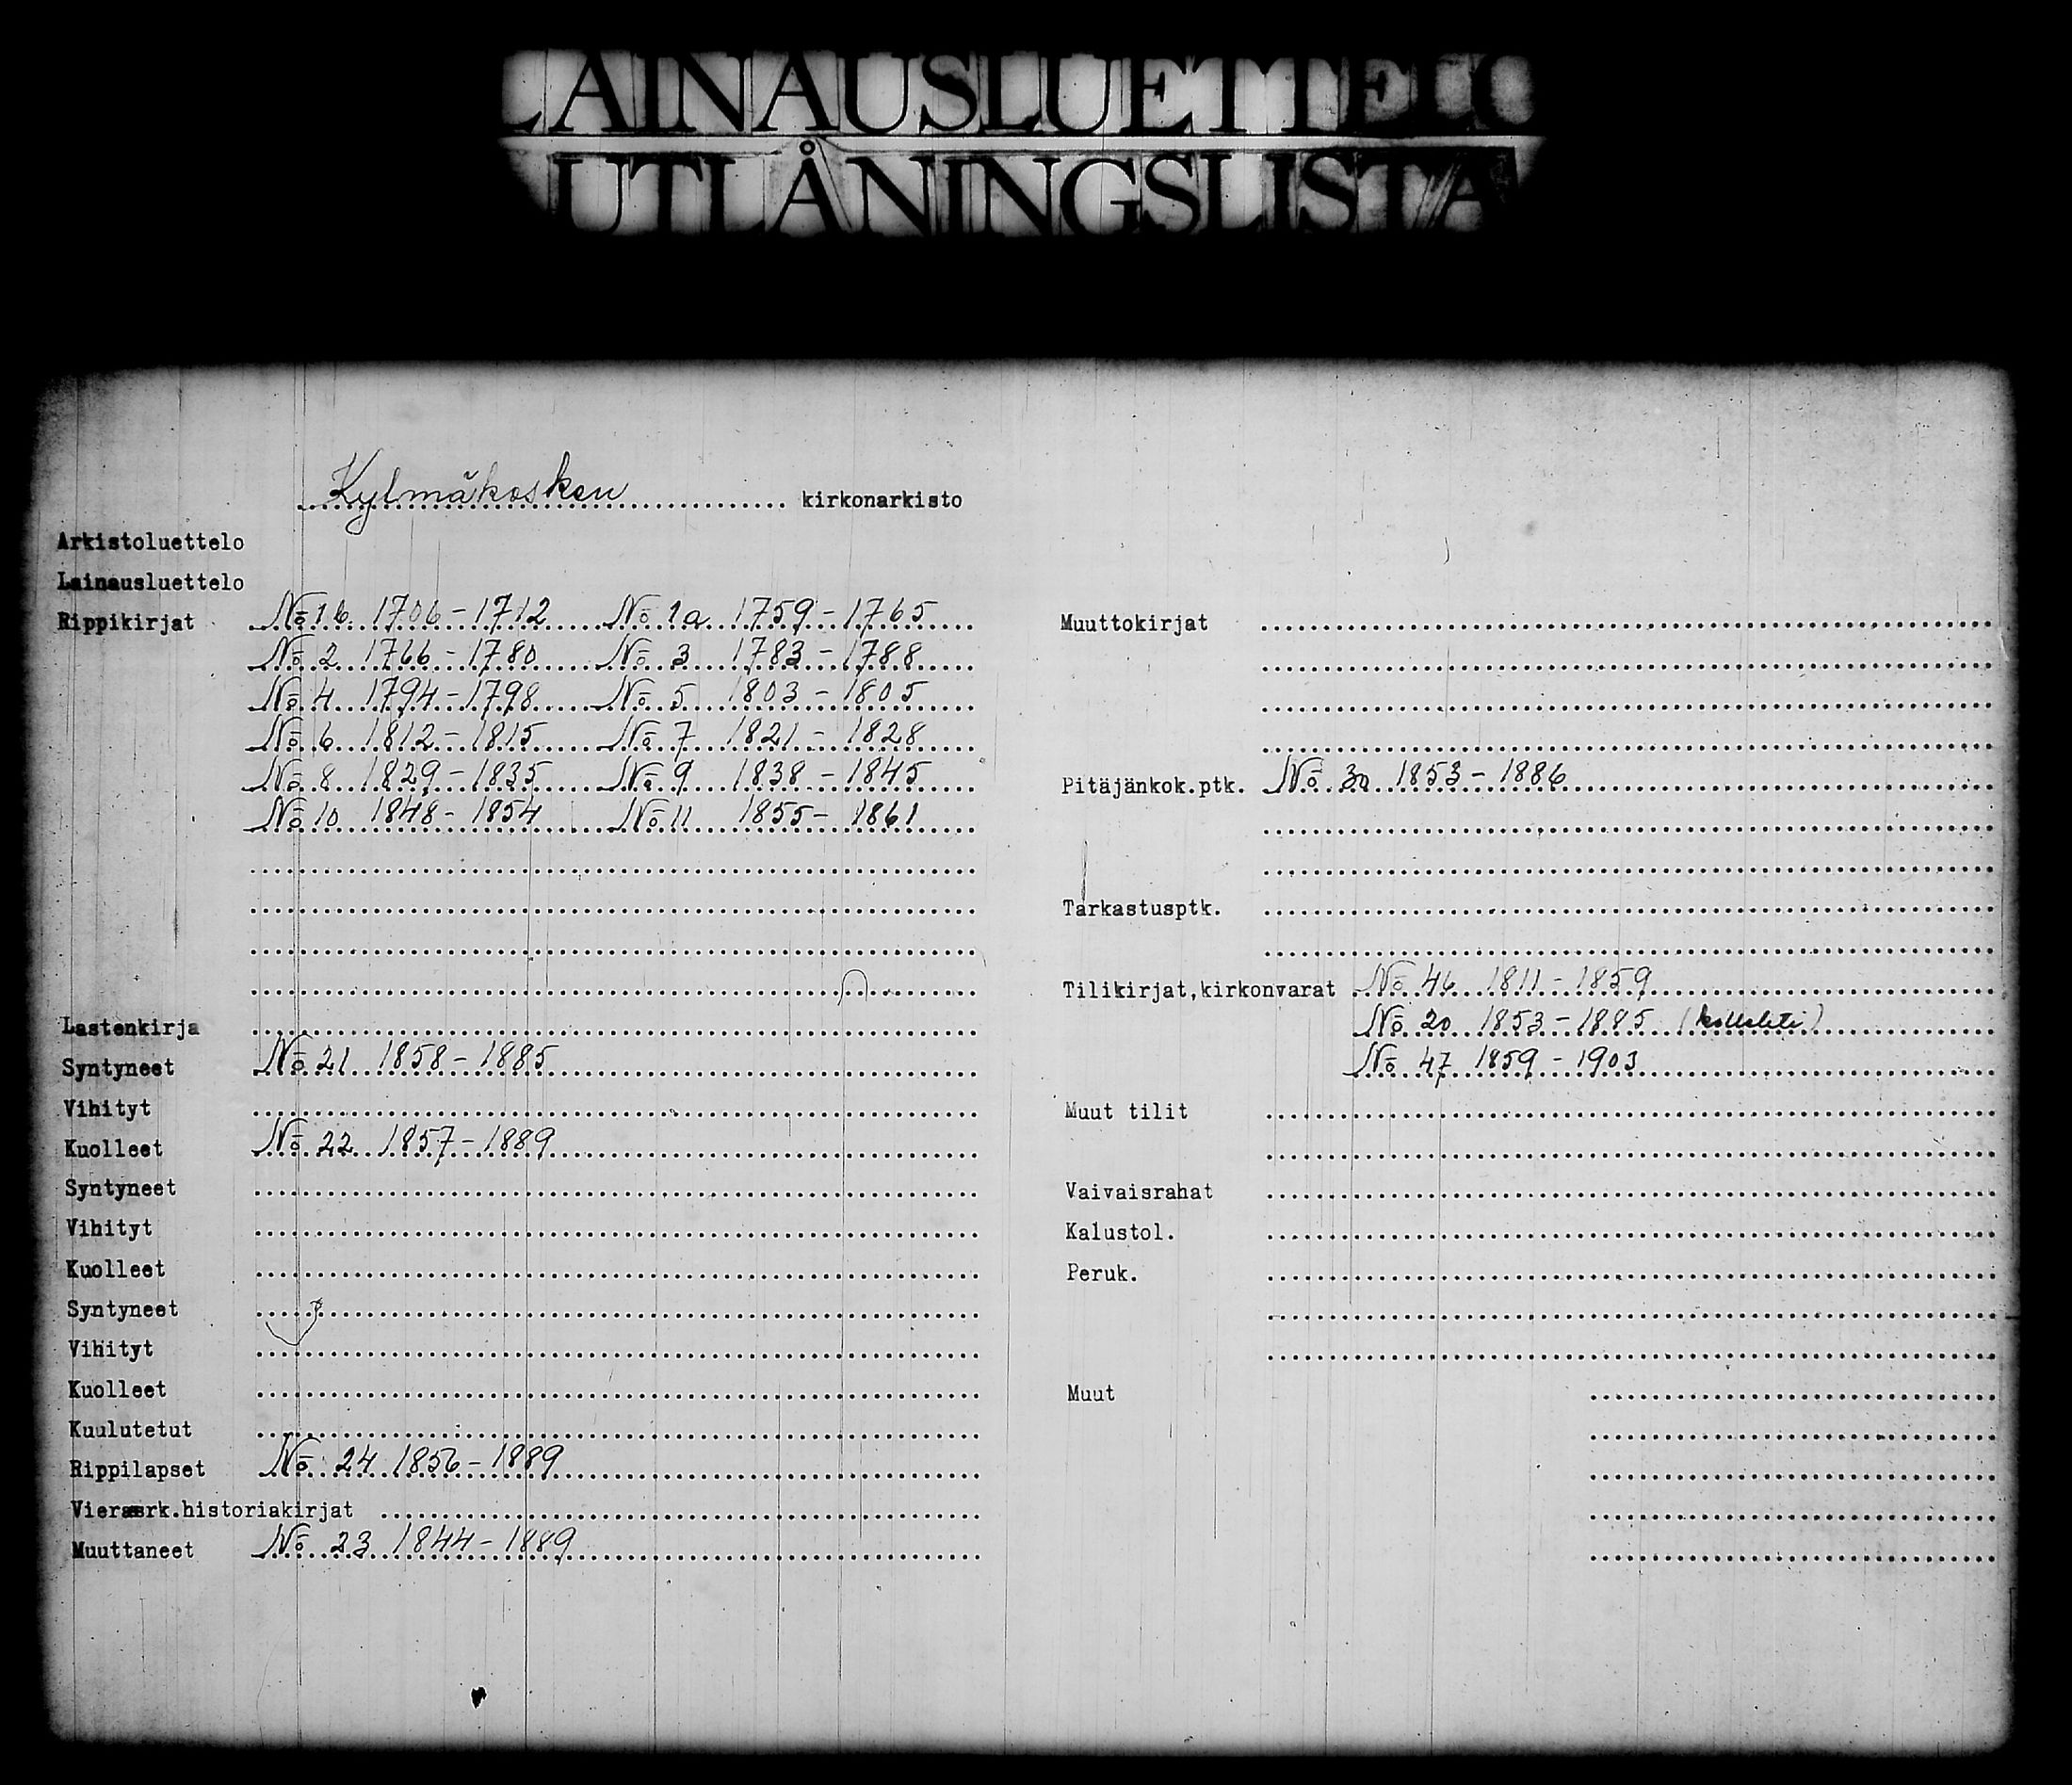 LAINAUSLUETTELO
UTLÅNINGSLISTA
Kylmäkosken kirkonarkisto
Arkistoluettelo
Lainausluettelo
Rippikirjat No 1b 1706-1712 No 1a 1759-1765
No 2 1766-1780 No 3 1783-1788
No 4 1794-1798 No 5 1803-1805
No 6 1812-1815 No 7 1821-1828
No 8 1829-1835 No 9 1838-1845
No 10 1848-1854 No 11 1855-1861
Lastenkirja
Syntyneet No 21 1858-1885
Vihityt
Kuolleet No 22 1857-1889
Syntyneet
Vihityt
Kuolleet
Syntyneet
Vihityt
Kuolleet
Kuulutetut
Rippilapset No 24 1856-1889
Vierasrk.historiakirjat
Muuttaneet No 23 1844-1889
Muuttokirjat
Pitäjänkok.ptk. No 30 1853-1886
Tarkastusptk.
Tilikirjat,kirkonvarat No 46 1811-1859
No 20 1853-1885
No 47 1859-1903
Muut tilit
Vaivaisrahat
Kalustol.
Peruk.
Muut